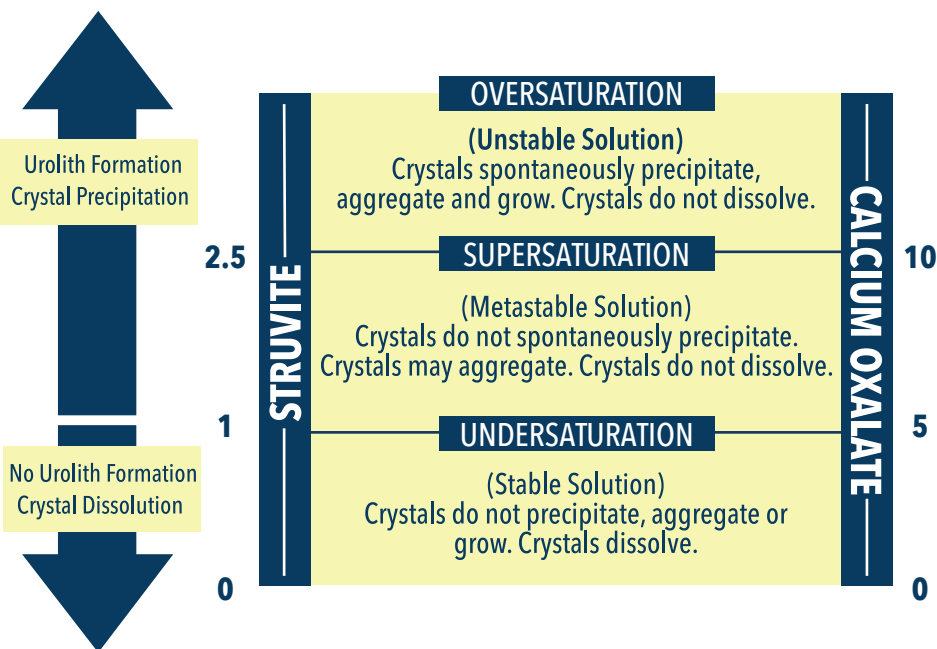 Urolith Formation
Crystal Precipitation
No Urolith Formation
Crystal Dissolution
2.5
1
0
STRUVITE
OVERSATURATION
(Unstable Solution)
Crystals spontaneously precipitate,
aggregate and grow. Crystals do not dissolve.
SUPERSATURATION
(Metastable Solution)
Crystals do not spontaneously precipitate.
Crystals may aggregate. Crystals do not dissolve.
UNDERSATURATION
(Stable Solution)
Crystals do not precipitate, aggregate or
grow. Crystals dissolve.
CALCIUM OXALATE
10
5
0